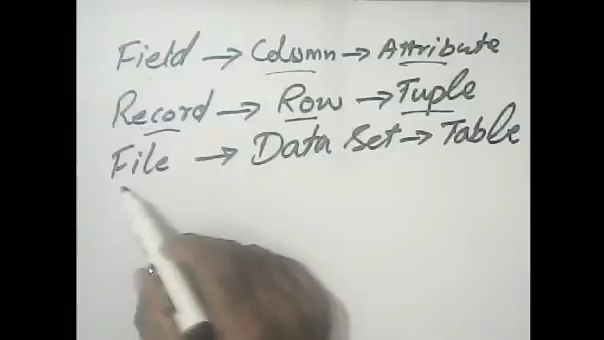 Field → Column → Attribute
Record → Row → Tuple
File → Data Set → Table